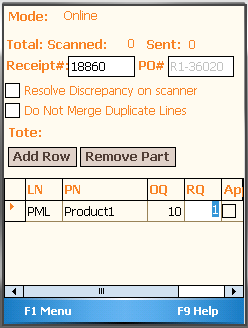 Mode: Online
Total: Scanned: 0 Sent: 0
Receipt#: 18860 PO# R1-36020
Resolve Discrepancy on scanner
Do Not Merge Duplicate Lines
Tote:
Add Row Remove Part
LN PN OQ RQ Ap
PML Product1 10 1
F1 Menu F9 Help